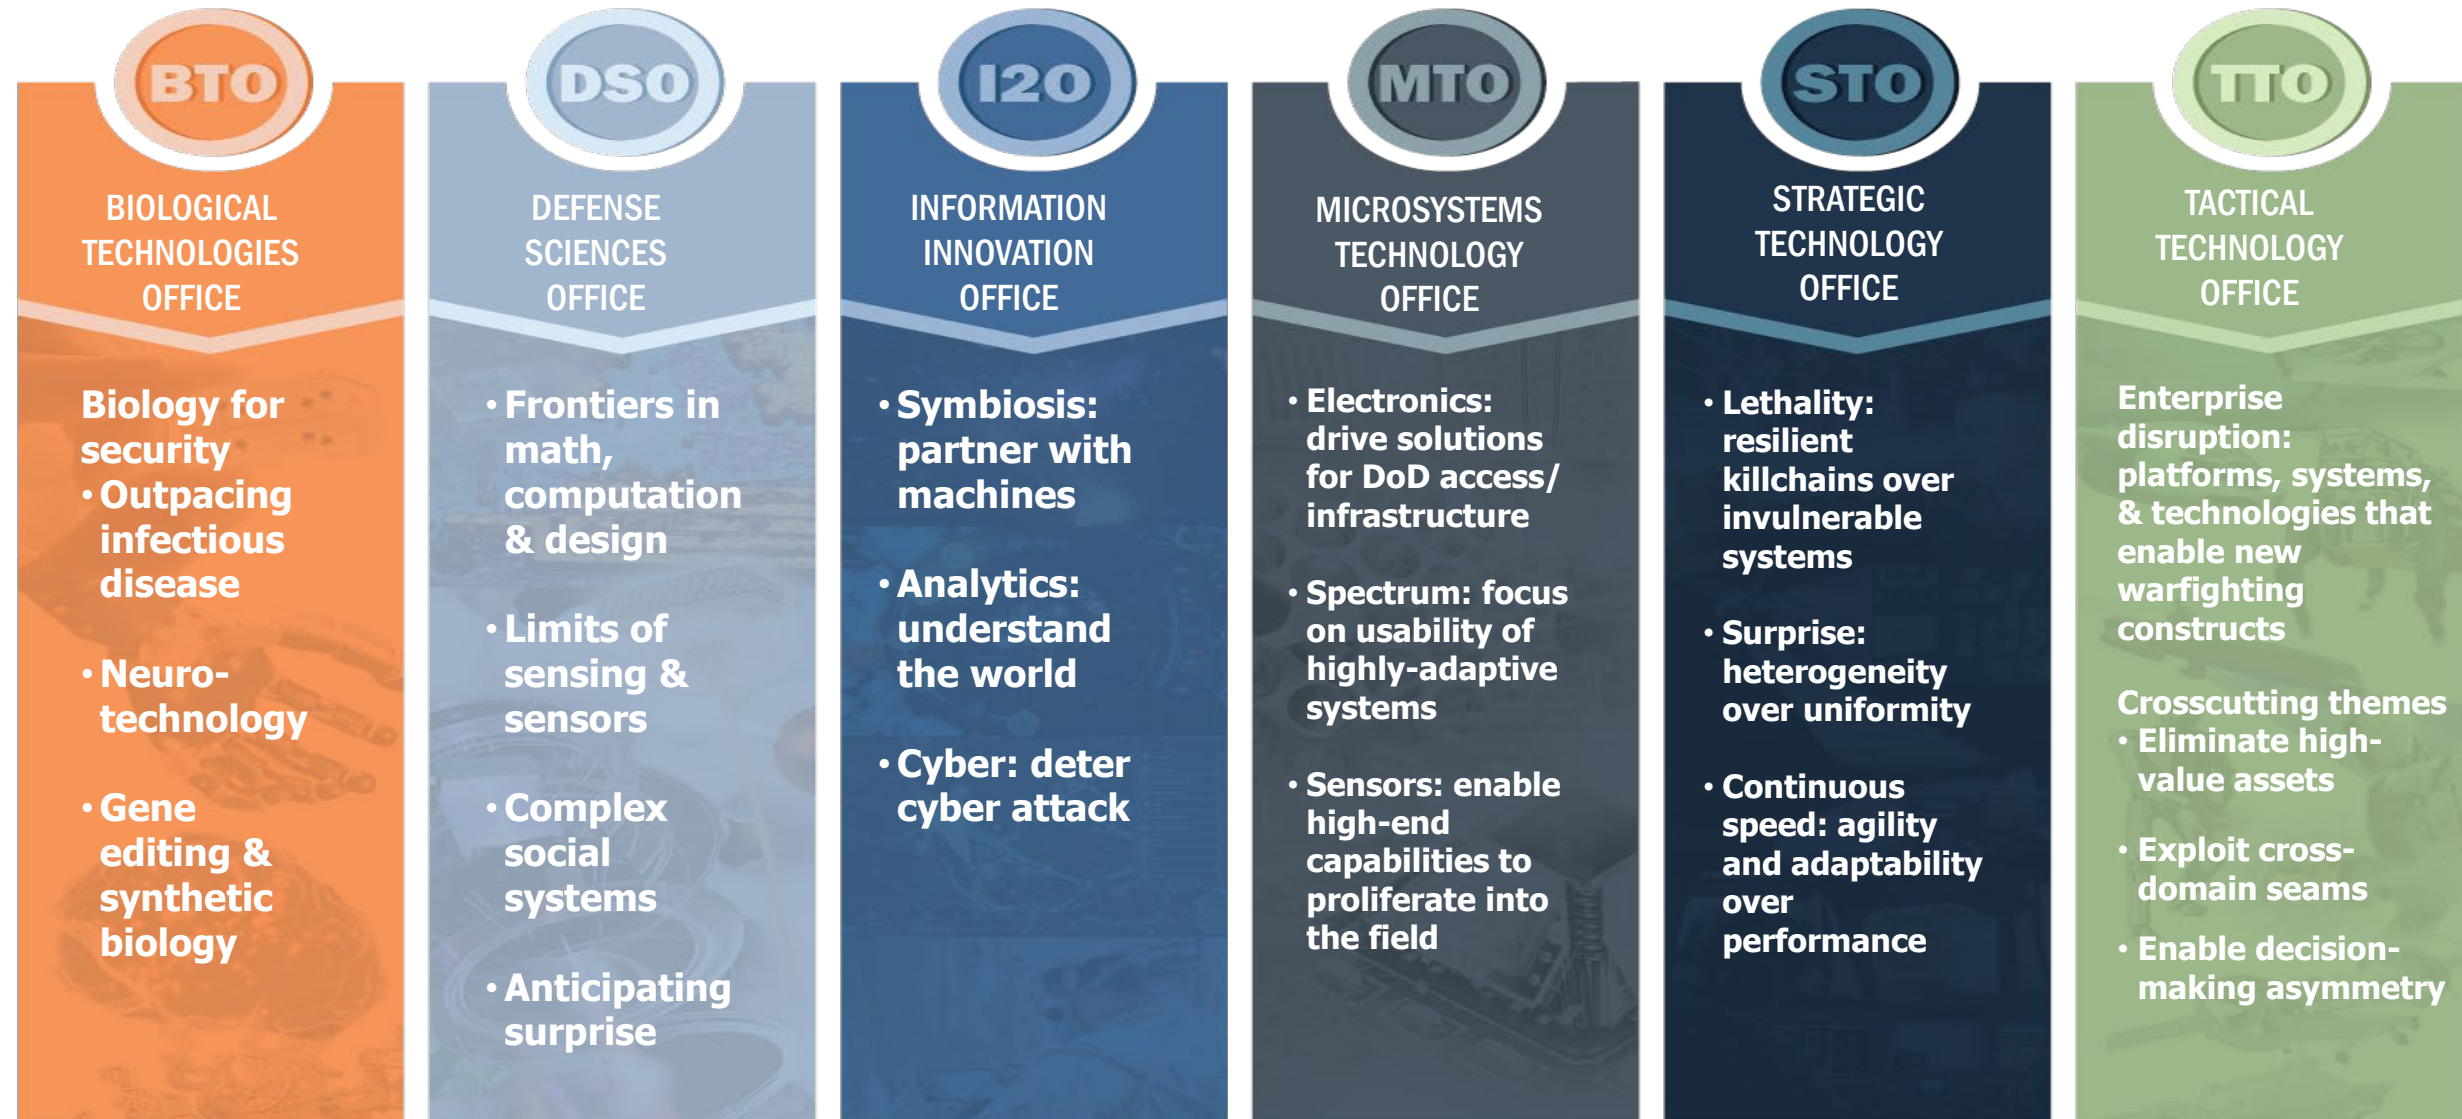 BTO
BIOLOGICAL
TECHNOLOGIES
OFFICE
Biology for
security
• Outpacing
infectious
disease
• Neuro-
technology
• Gene
editing &
synthetic
biology
DSO
DEFENSE
SCIENCES
OFFICE
• Frontiers in
math,
computation
& design
• Limits of
sensing &
sensors
• Complex
social
systems
• Anticipating
surprise
I2O
INFORMATION
INNOVATION
OFFICE
• Symbiosis:
partner with
machines
• Analytics:
understand
the world
• Cyber: deter
cyber attack
MTO
MICROSYSTEMS
TECHNOLOGY
OFFICE
• Electronics:
drive solutions
for DoD access/
infrastructure
• Spectrum: focus
on usability of
highly-adaptive
systems
• Sensors: enable
high-end
capabilities to
proliferate into
the field
STO
STRATEGIC
TECHNOLOGY
OFFICE
• Lethality:
resilient
killchains over
invulnerable
systems
• Surprise:
heterogeneity
over uniformity
• Continuous
speed: agility
and adaptability
over
performance
TTO
TACTICAL
TECHNOLOGY
OFFICE
Enterprise
disruption:
platforms, systems,
& technologies that
enable new
warfighting
constructs
Crosscutting themes
• Eliminate high-
value assets
• Exploit cross-
domain seams
• Enable decision-
making asymmetry